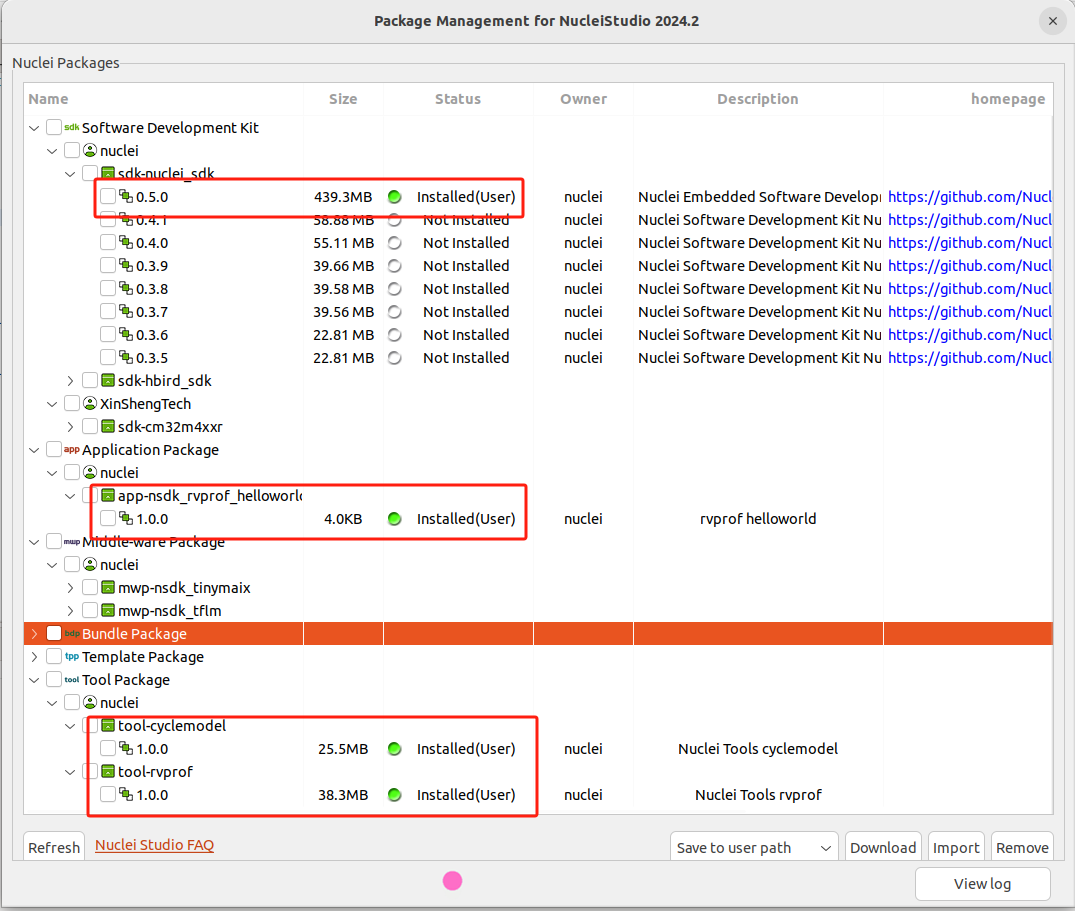 Package Management for NucleiStudio 2024.2
Nuclei Packages
Name Size Status Owner Description homepage
sdk Software Development Kit
nuclei
sdk-nuclei_sdk
0.5.0 439.3MB Installed(User) nuclei Nuclei Embedded Software Develop https://github.com/Nucl
0.4.1 58.88 MB Not Installed nuclei Nuclei Software Development Kit Nu https://github.com/Nucl
0.4.0 55.11 MB Not Installed nuclei Nuclei Software Development Kit Nu https://github.com/Nucl
0.3.9 39.66 MB Not Installed nuclei Nuclei Software Development Kit Nu https://github.com/Nucl
0.3.8 39.58 MB Not Installed nuclei Nuclei Software Development Kit Nu https://github.com/Nucl
0.3.7 39.56 MB Not Installed nuclei Nuclei Software Development Kit Nu https://github.com/Nucl
0.3.6 22.81 MB Not Installed nuclei Nuclei Software Development Kit Nu https://github.com/Nucl
0.3.5 22.81 MB Not Installed nuclei Nuclei Software Development Kit Nu https://github.com/Nucl
sdk-hbird_sdk
XinShengTech
sdk-cm32m4xxr
app Application Package
nuclei
app-nsdk_rvprof_helloworld
1.0.0 4.0KB Installed(User) nuclei rvprof helloworld
mwp Middle-ware Package
nuclei
mwp-nsdk_tinymaix
mwp-nsdk_tflm
bdp Bundle Package
tpp Template Package
tool Tool Package
nuclei
tool-cyclemodel
1.0.0 25.5MB Installed(User) nuclei Nuclei Tools cyclemodel
tool-rvprof
1.0.0 38.3MB Installed(User) nuclei Nuclei Tools rvprof
Refresh Nuclei Studio FAQ Save to user path Download Import Remove
View log